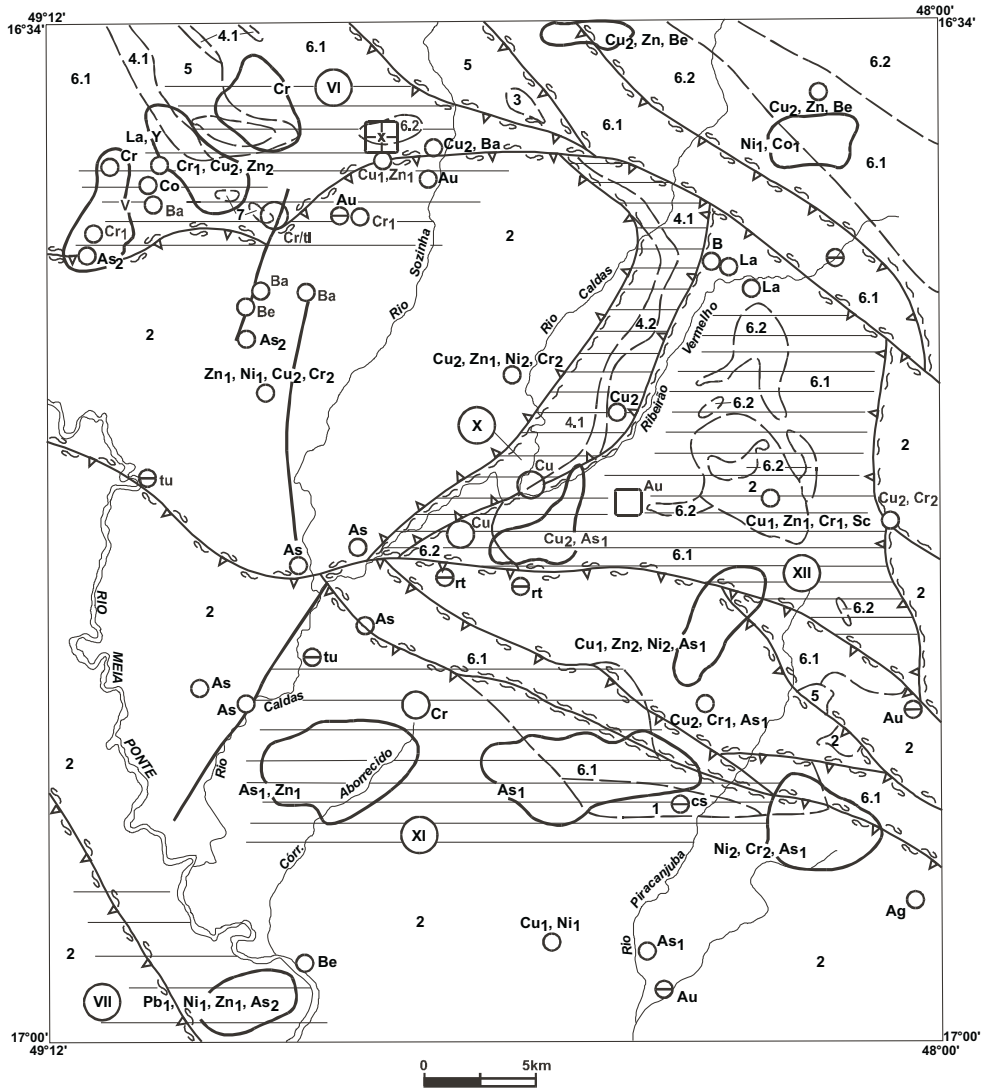 49°12'
48°00'
16°34'
16°34'
4.1
6.1
Cu2, Zn, Be
4.1
5
5
6.2
6.2
6.1
Cr
VI
3
Cu2, Zn, Be
6.1
La, Y
X
6.2
Cu2, Ba
Ni1, Co1
6.1
Cr
Cr1, Cu2, Zn2
Cu1, Zn1
Au
Co
V
Ba
7
Au
Cr1
4.1
Cr1
Cr/tl
2
B
La
As2
Sozinha
Caldas
La
Ba
Ba
6.1
Be
Rio
Rio
4.2
Vermelho
6.2
2
As2
Cu2, Zn1, Ni2, Cr2
Zn1, Ni1, Cu2, Cr2
6.1
Cu2
6.2
Ribeirão
X
4.1
2
Cu
6.2
tu
Au
2
Cu2, Cr2
6.2
Cu1, Zn1, Cr1, Sc
Cu
Cu2, As1
As
As
6.2
6.1
XII
rt
rt
2
RIO
2
6.2
As
Cu1, Zn2, Ni2, As1
MEIA
tu
6.1
6.1
As
5
As
Caldas
Cr
Cu2, Cr1, As1
Au
PONTE
2
2
2
Rio
Aborrecido
6.1
As1, Zn1
As1
6.1
1
cs
XI
Ni2, Cr2, As1
Córr.
Piracanjuba
Ag
2
Cu1, Ni1
2
As1
Rio
2
Be
Au
VII
Pb1, Ni1, Zn1, As2
17°00'
17°00'
49°12'
48°00'
0
5km